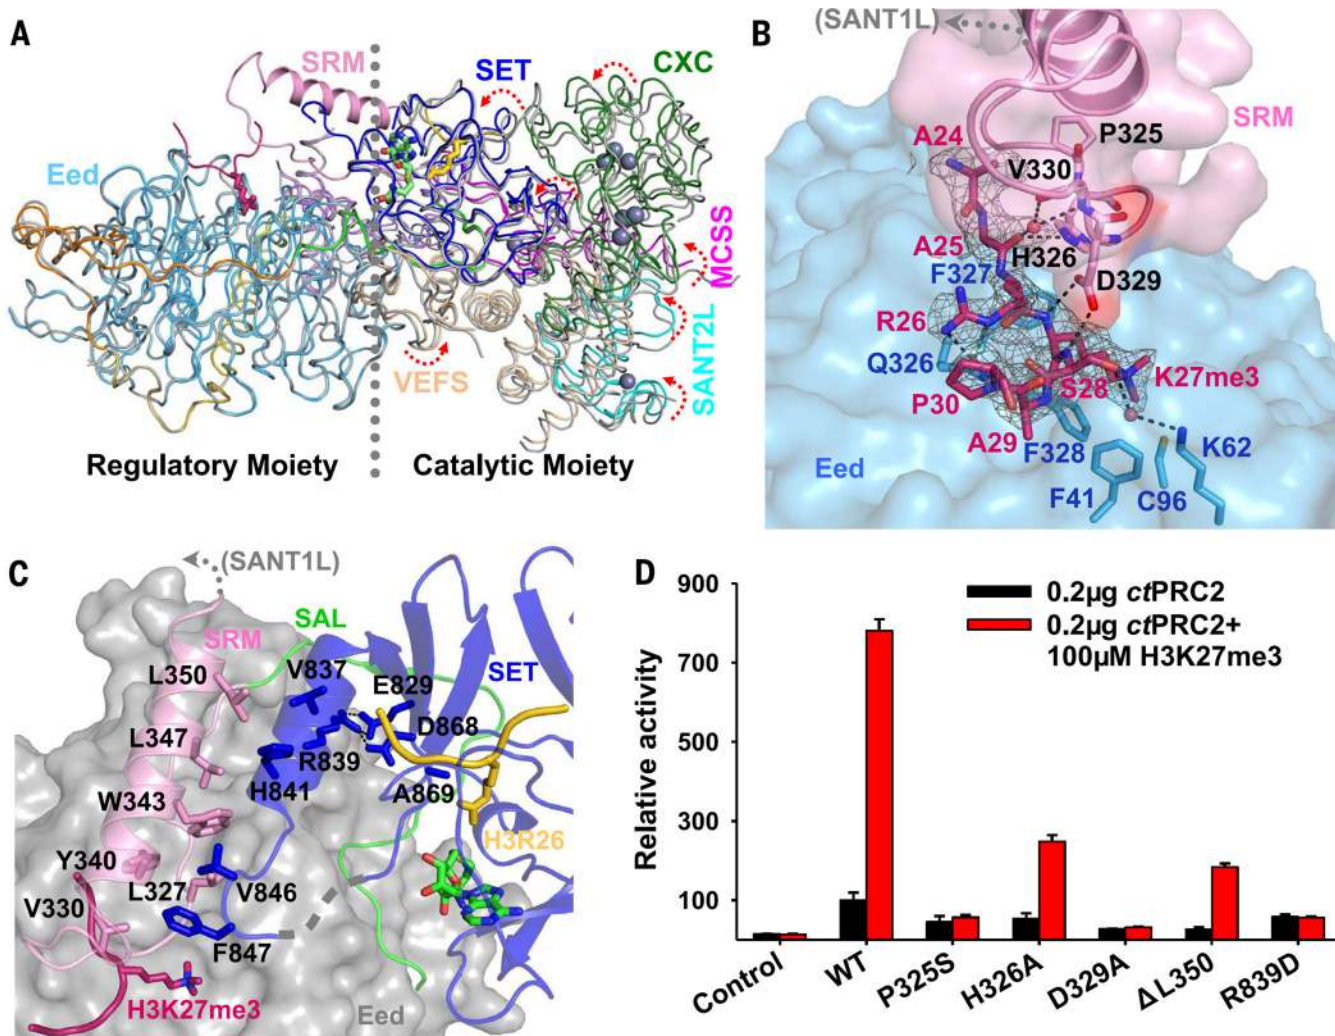 A
SRM
SET
CXC
Eed
MCSS
SANT2L
VEFS
Regulatory Moiety
Catalytic Moiety
B
(SANT1L)
SRM
A24
P325
V330
A25
H326
F327
D329
R26
Q326
S28
K27me3
P30
A29
F328
K62
Eed
F41
C96
C
(SANT1L)
SAL
SRM
V837
SET
L350
E829
D868
L347
R839
H841
A869
W343
H3R26
Y340
L327
V846
V330
F847
H3K27me3
Eed
D
Relative activity
900
700
500
300
100
0.2µg ctPRC2
0.2µg ctPRC2+
100µM H3K27me3
Control
WT
P325S
H326A
D329A
ΔL350
R839D